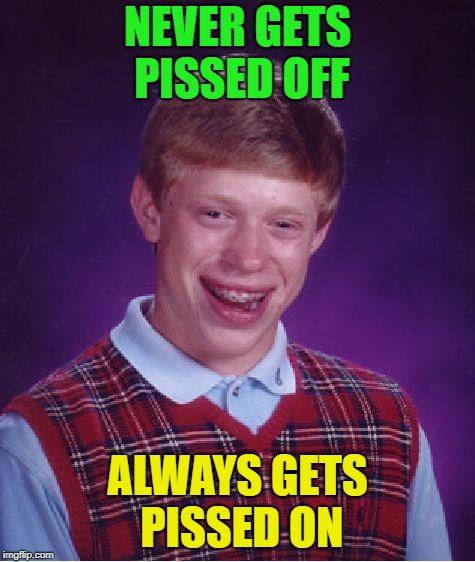 NEVER GETS
PISSED OFF
ALWAYS GETS
PISSED ON
imgflip.com